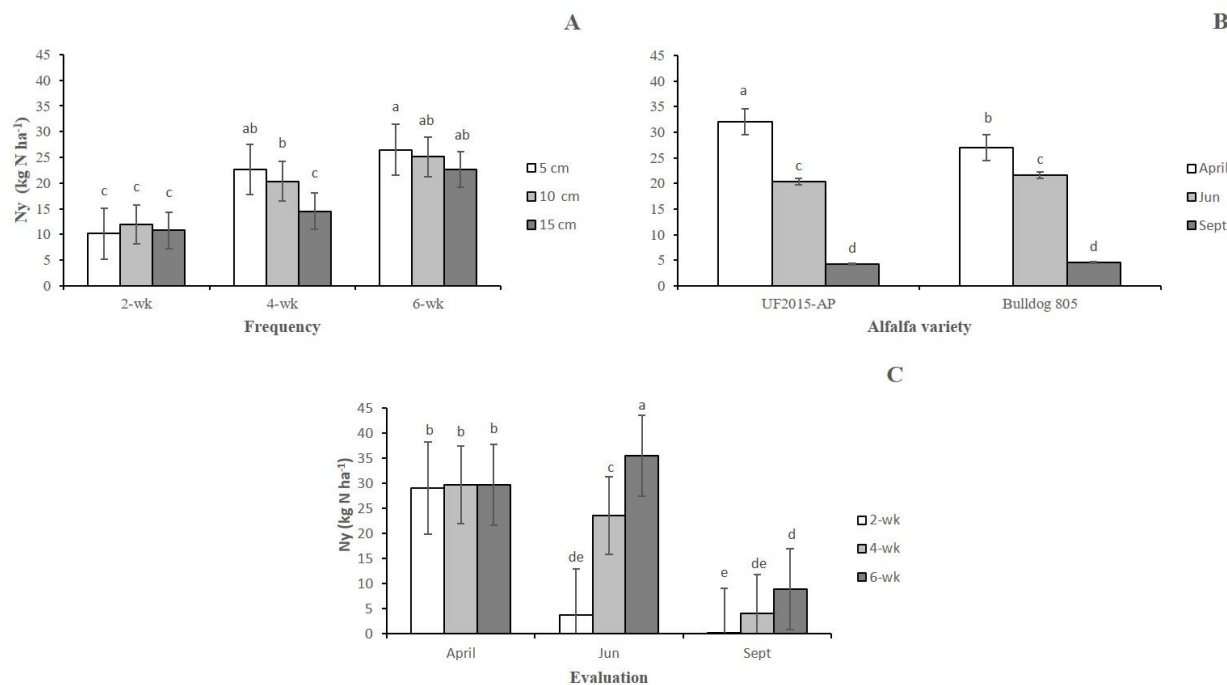 A
45
40
35
30
25
20
15
10
5
0
Ny (kg N ha⁻¹)
c c c
ab b c
a ab ab
2-wk 4-wk 6-wk
Frequency
5 cm
10 cm
15 cm
B
45
40
35
30
25
20
15
10
5
0
a c d
b c d
UF2015-AP Bulldog 805
Alfalfa variety
April
Jun
Sept
C
45
40
35
30
25
20
15
10
5
0
Ny (kg N ha⁻¹)
b b b
de c a
e de d
April Jun Sept
Evaluation
2-wk
4-wk
6-wk